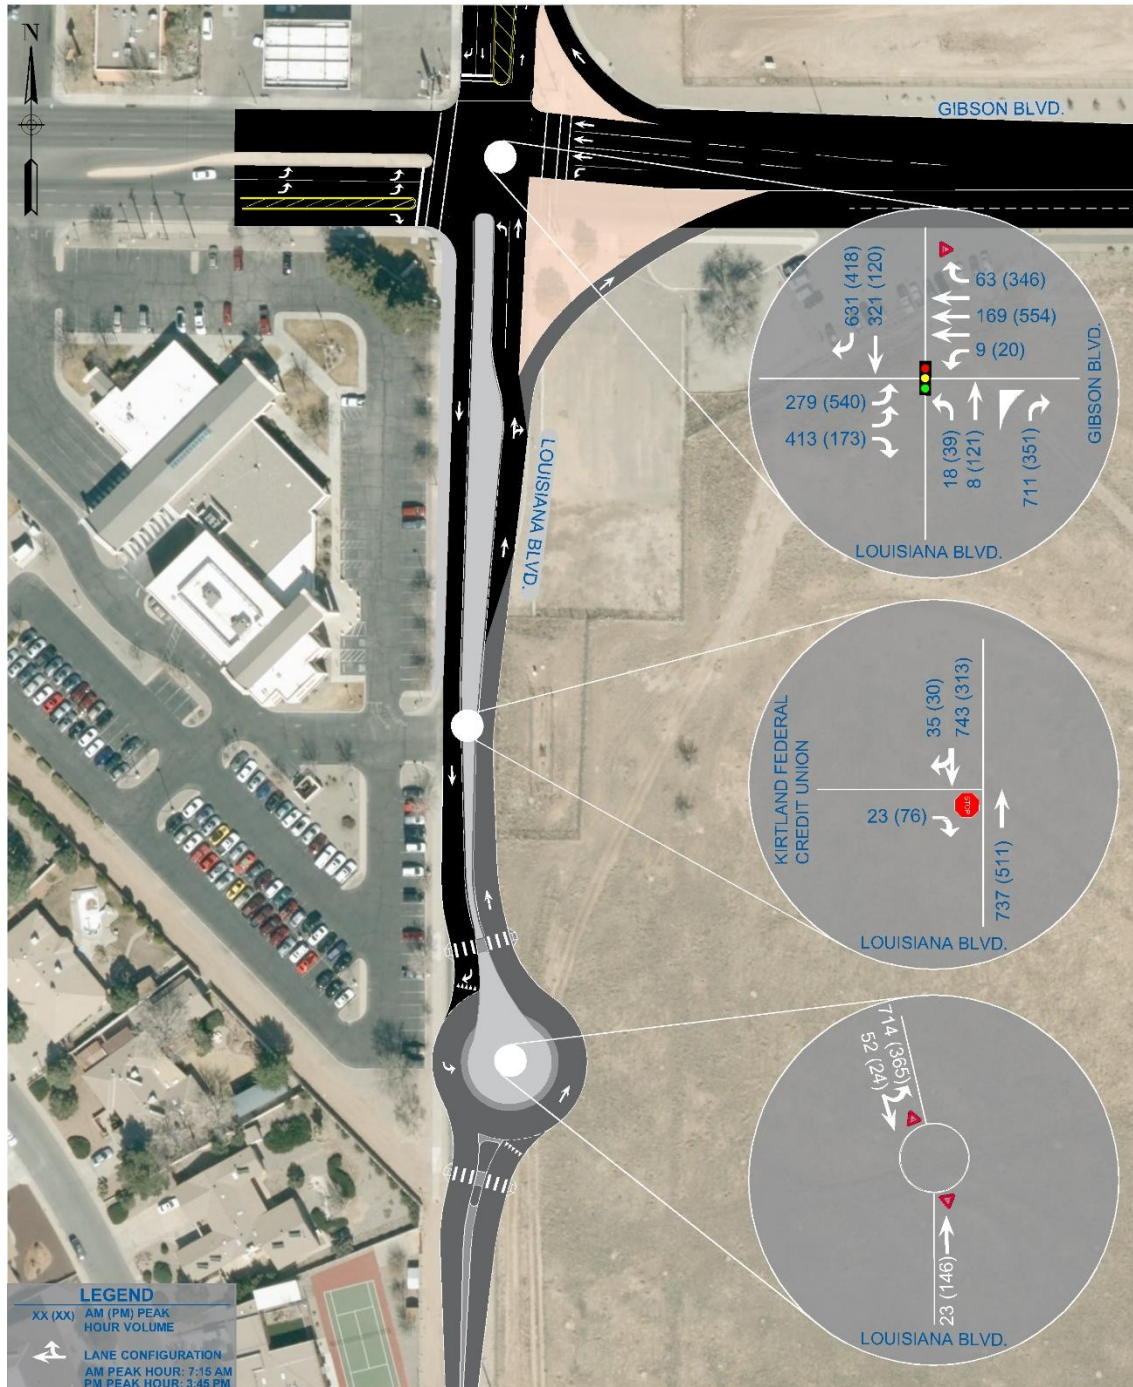 N
GIBSON BLVD.
631 (418)
321 (120)
63 (346)
169 (554)
9 (20)
279 (540)
413 (173)
18 (39)
8 (121)
711 (351)
GIBSON BLVD.
LOUISIANA BLVD.
LOUISIANA BLVD.
KIRTLAND FEDERAL
CREDIT UNION
35 (30)
743 (313)
23 (76)
STOP
737 (511)
LOUISIANA BLVD.
714 (365)
52 (24)
23 (146)
LOUISIANA BLVD.
LEGEND
XX (XX) AM (PM) PEAK
HOUR VOLUME
LANE CONFIGURATION
AM PEAK HOUR: 7:15 AM
PM PEAK HOUR: 3:45 PM